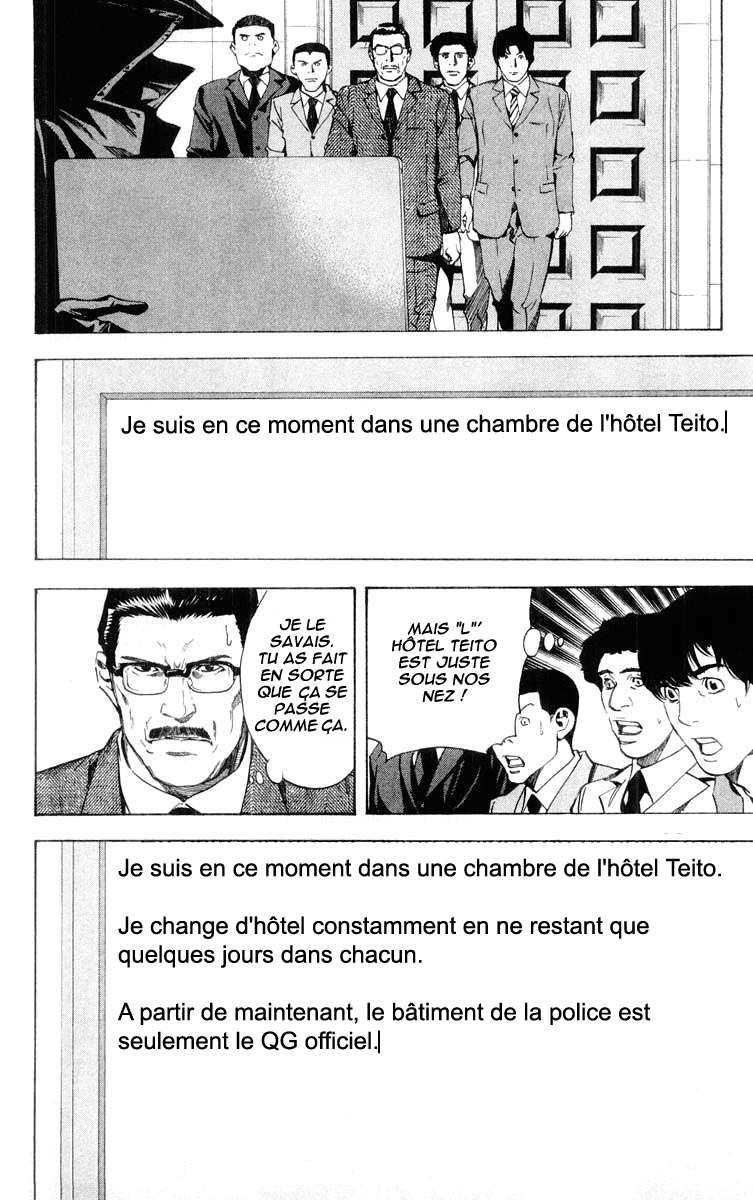 Je suis en ce moment dans une chambre de l'hôtel Teito.
JE LE
SAVAIS.
TU AS FAIT
EN SORTE
QUE ÇA SE
PASSE
COMME ÇA.
MAIS "L"'
HÔTEL TEITO
EST JUSTE
SOUS NOS
NEZ !
Je suis en ce moment dans une chambre de l'hôtel Teito.
Je change d'hôtel constamment en ne restant que
quelques jours dans chacun.
A partir de maintenant, le bâtiment de la police est
seulement le QG officiel.